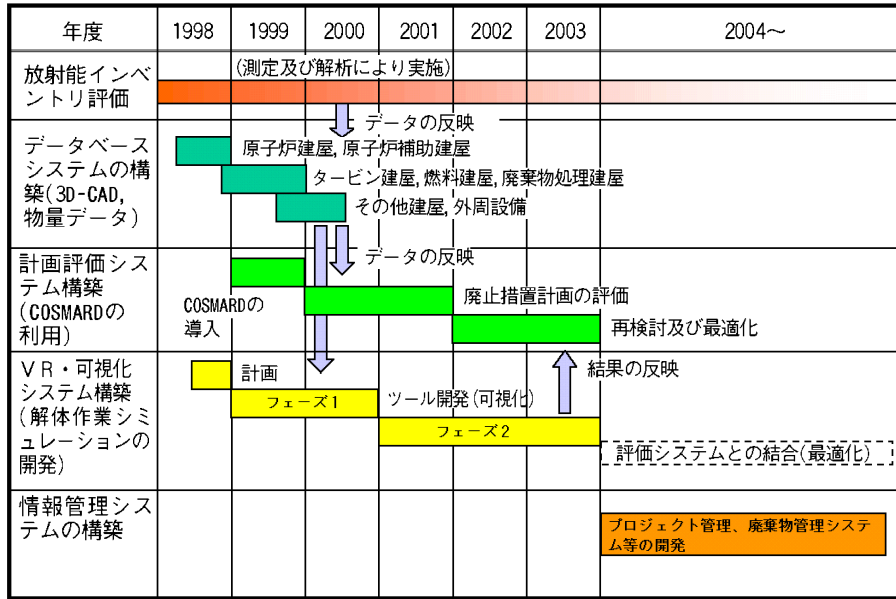 年度 1998 1999 2000 2001 2002 2003 2004～
放射能インベ
ントリ評価
(測定及び解析により実施)
データの反映
データベース
システムの構
築(3D-CAD,
物量データ)
原子炉建屋,原子炉補助建屋
タービン建屋,燃料建屋,廃棄物処理建屋
その他建屋,外周設備
データの反映
計画評価シス
テム構築
(COSMARDの
利用)
COSMARDの
導入
廃止措置計画の評価
再検討及び最適化
ＶＲ・可視化
システム構築
(解体作業シミ
ュレーションの
開発)
計画
フェーズ１
ツール開発(可視化)
フェーズ２
結果の反映
評価システムとの結合(最適化)
情報管理シス
テムの構築
プロジェクト管理、廃棄物管理システ
ム等の開発